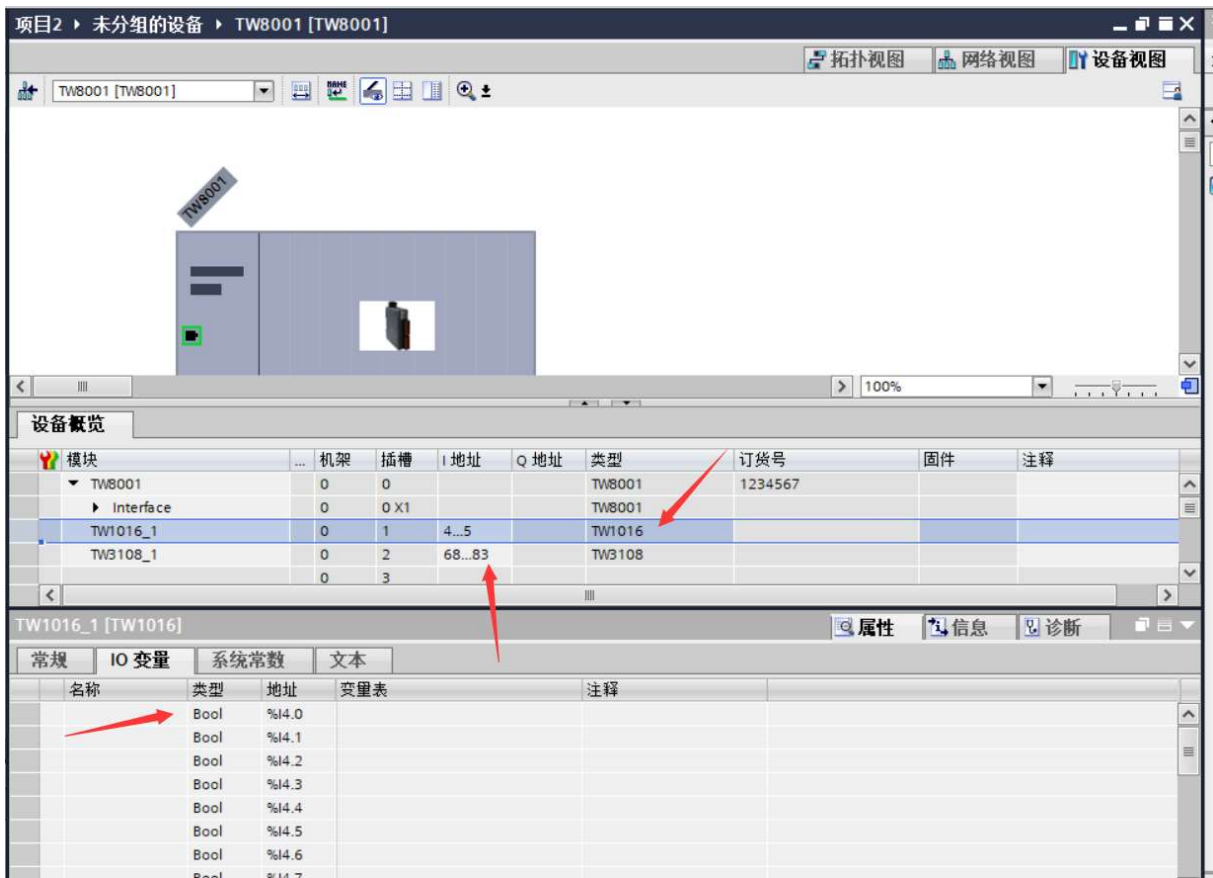 项目2 ▸ 未分组的设备 ▸ TW8001 [TW8001]
拓扑视图 网络视图 设备视图
TW8001 [TW8001]
TW8001
100%
设备概览
模块 ... 机架 插槽 I 地址 Q 地址 类型 订货号 固件 注释
TW8001 0 0 TW8001 1234567
Interface 0 0 X1 TW8001
TW1016_1 0 1 4...5 TW1016
TW3108_1 0 2 68...83 TW3108
0 3
TW1016_1 [TW1016] 属性 信息 诊断
常规 IO 变量 系统常数 文本
名称 类型 地址 变量表 注释
Bool %I4.0
Bool %I4.1
Bool %I4.2
Bool %I4.3
Bool %I4.4
Bool %I4.5
Bool %I4.6
Bool %I4.7